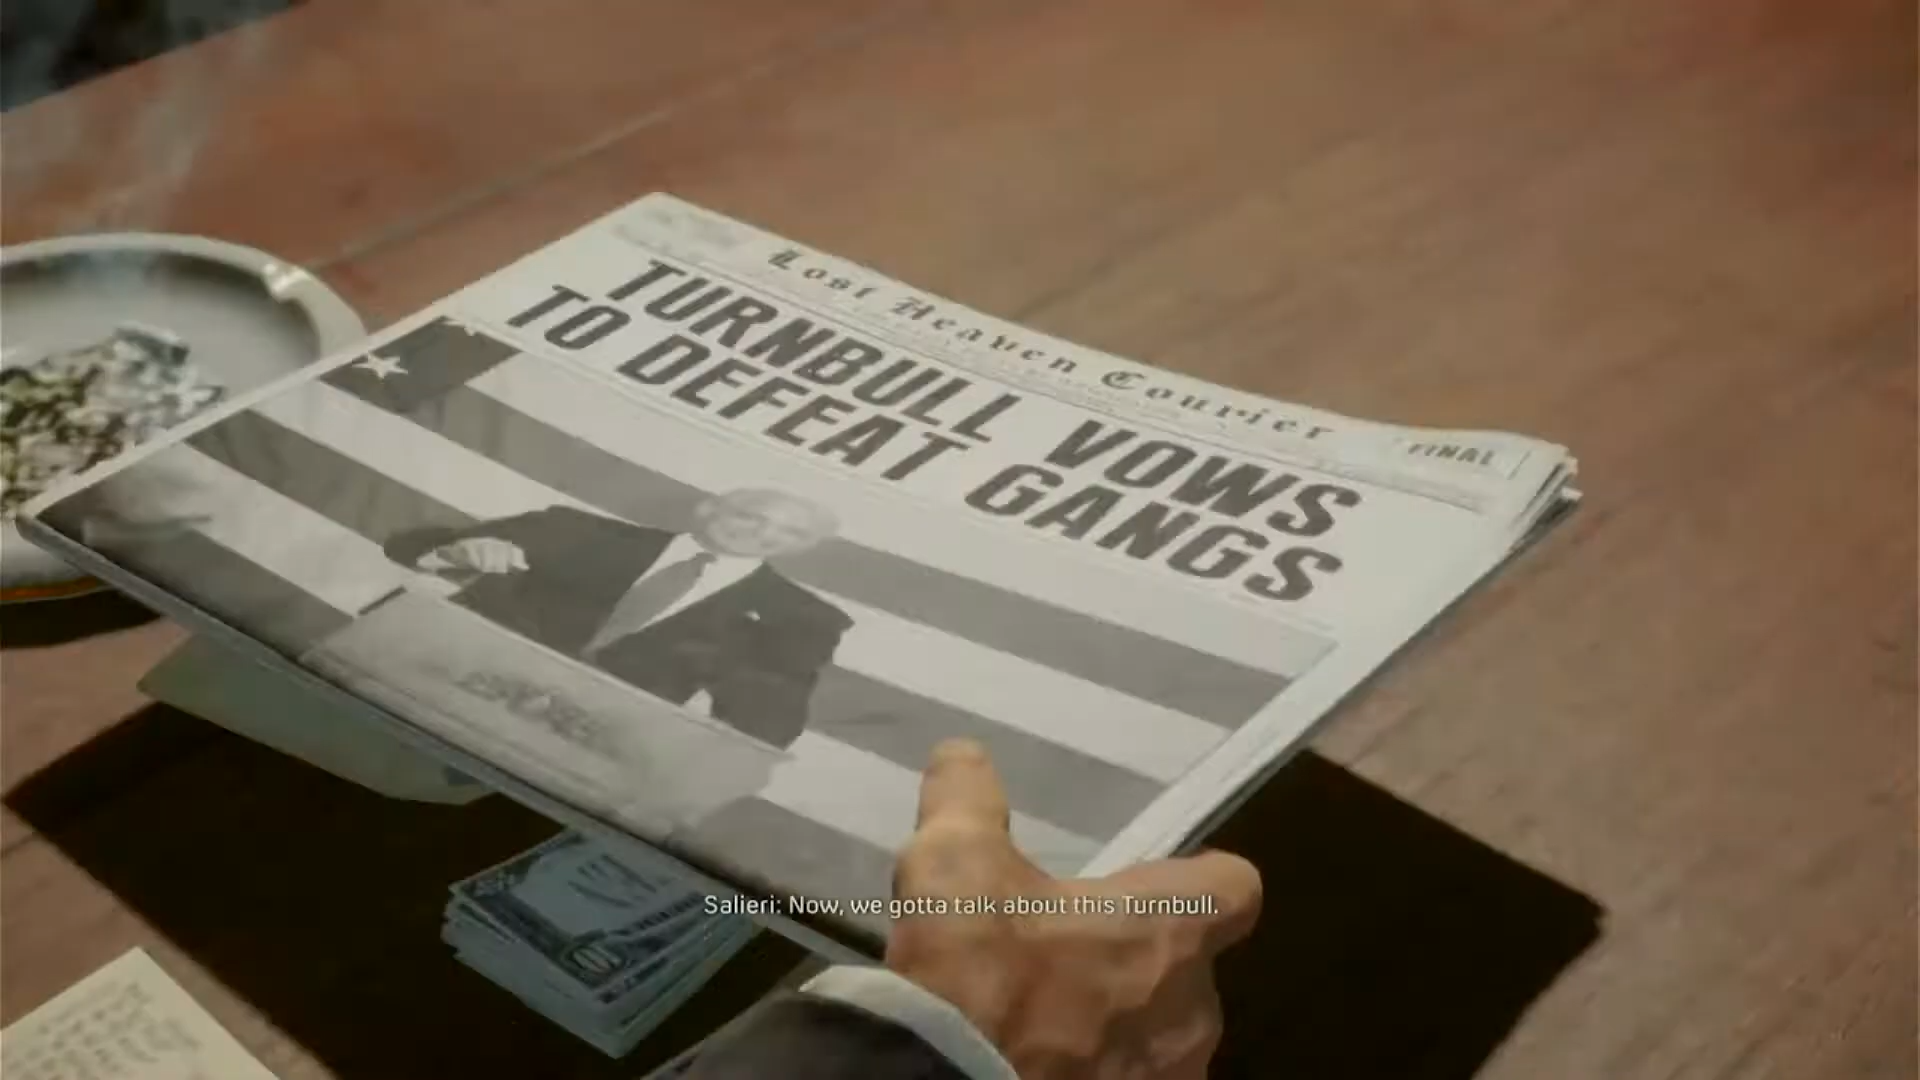 Lost Heaven Courier
FINAL
TURNBULL VOWS
TO DEFEAT GANGS
Salieri: Now, we gotta talk about this Turnbull.